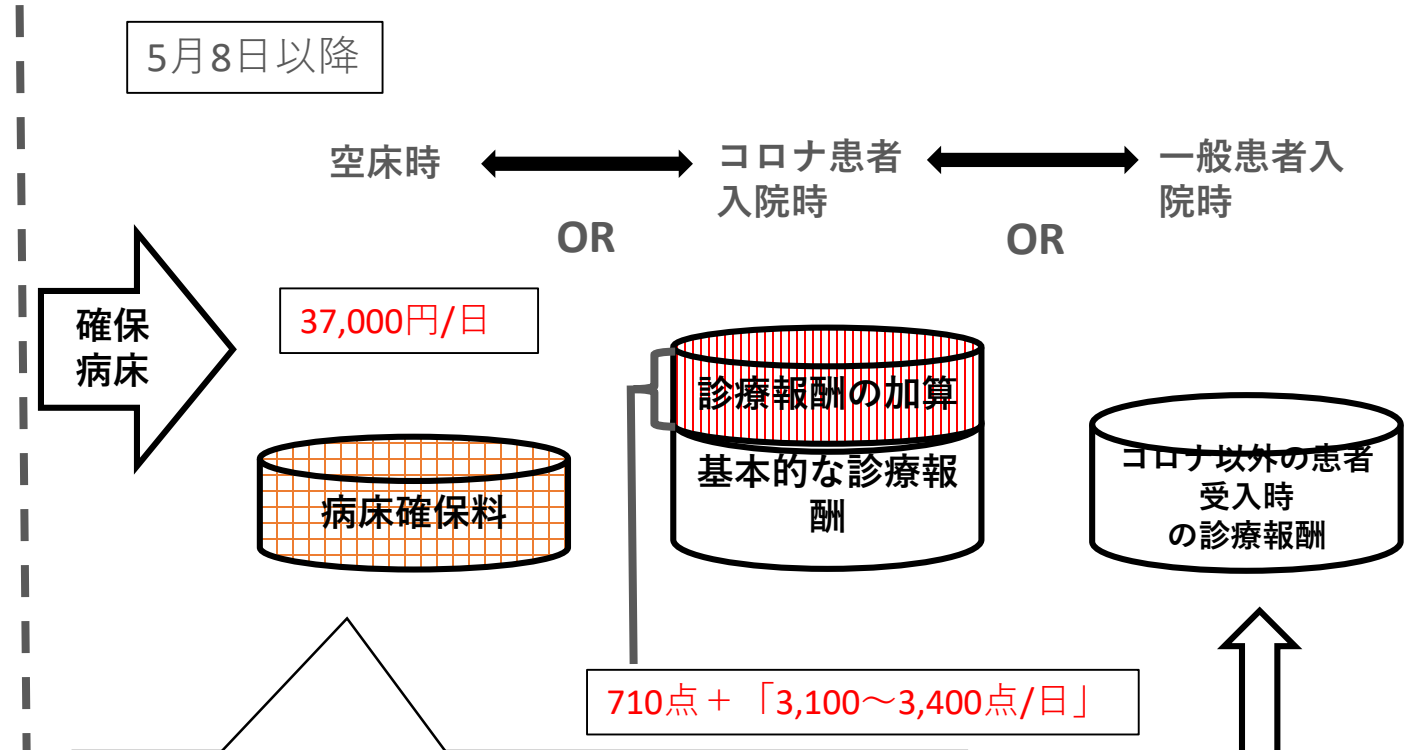 5月8日以降
空床時
コロナ患者
入院時
一般患者入
院時
OR
OR
確保
病床
37,000円/日
診療報酬の加算
基本的な診療報
酬
病床確保料
コロナ以外の患者
受入時
の診療報酬
710点＋「3,100～3,400点/日」